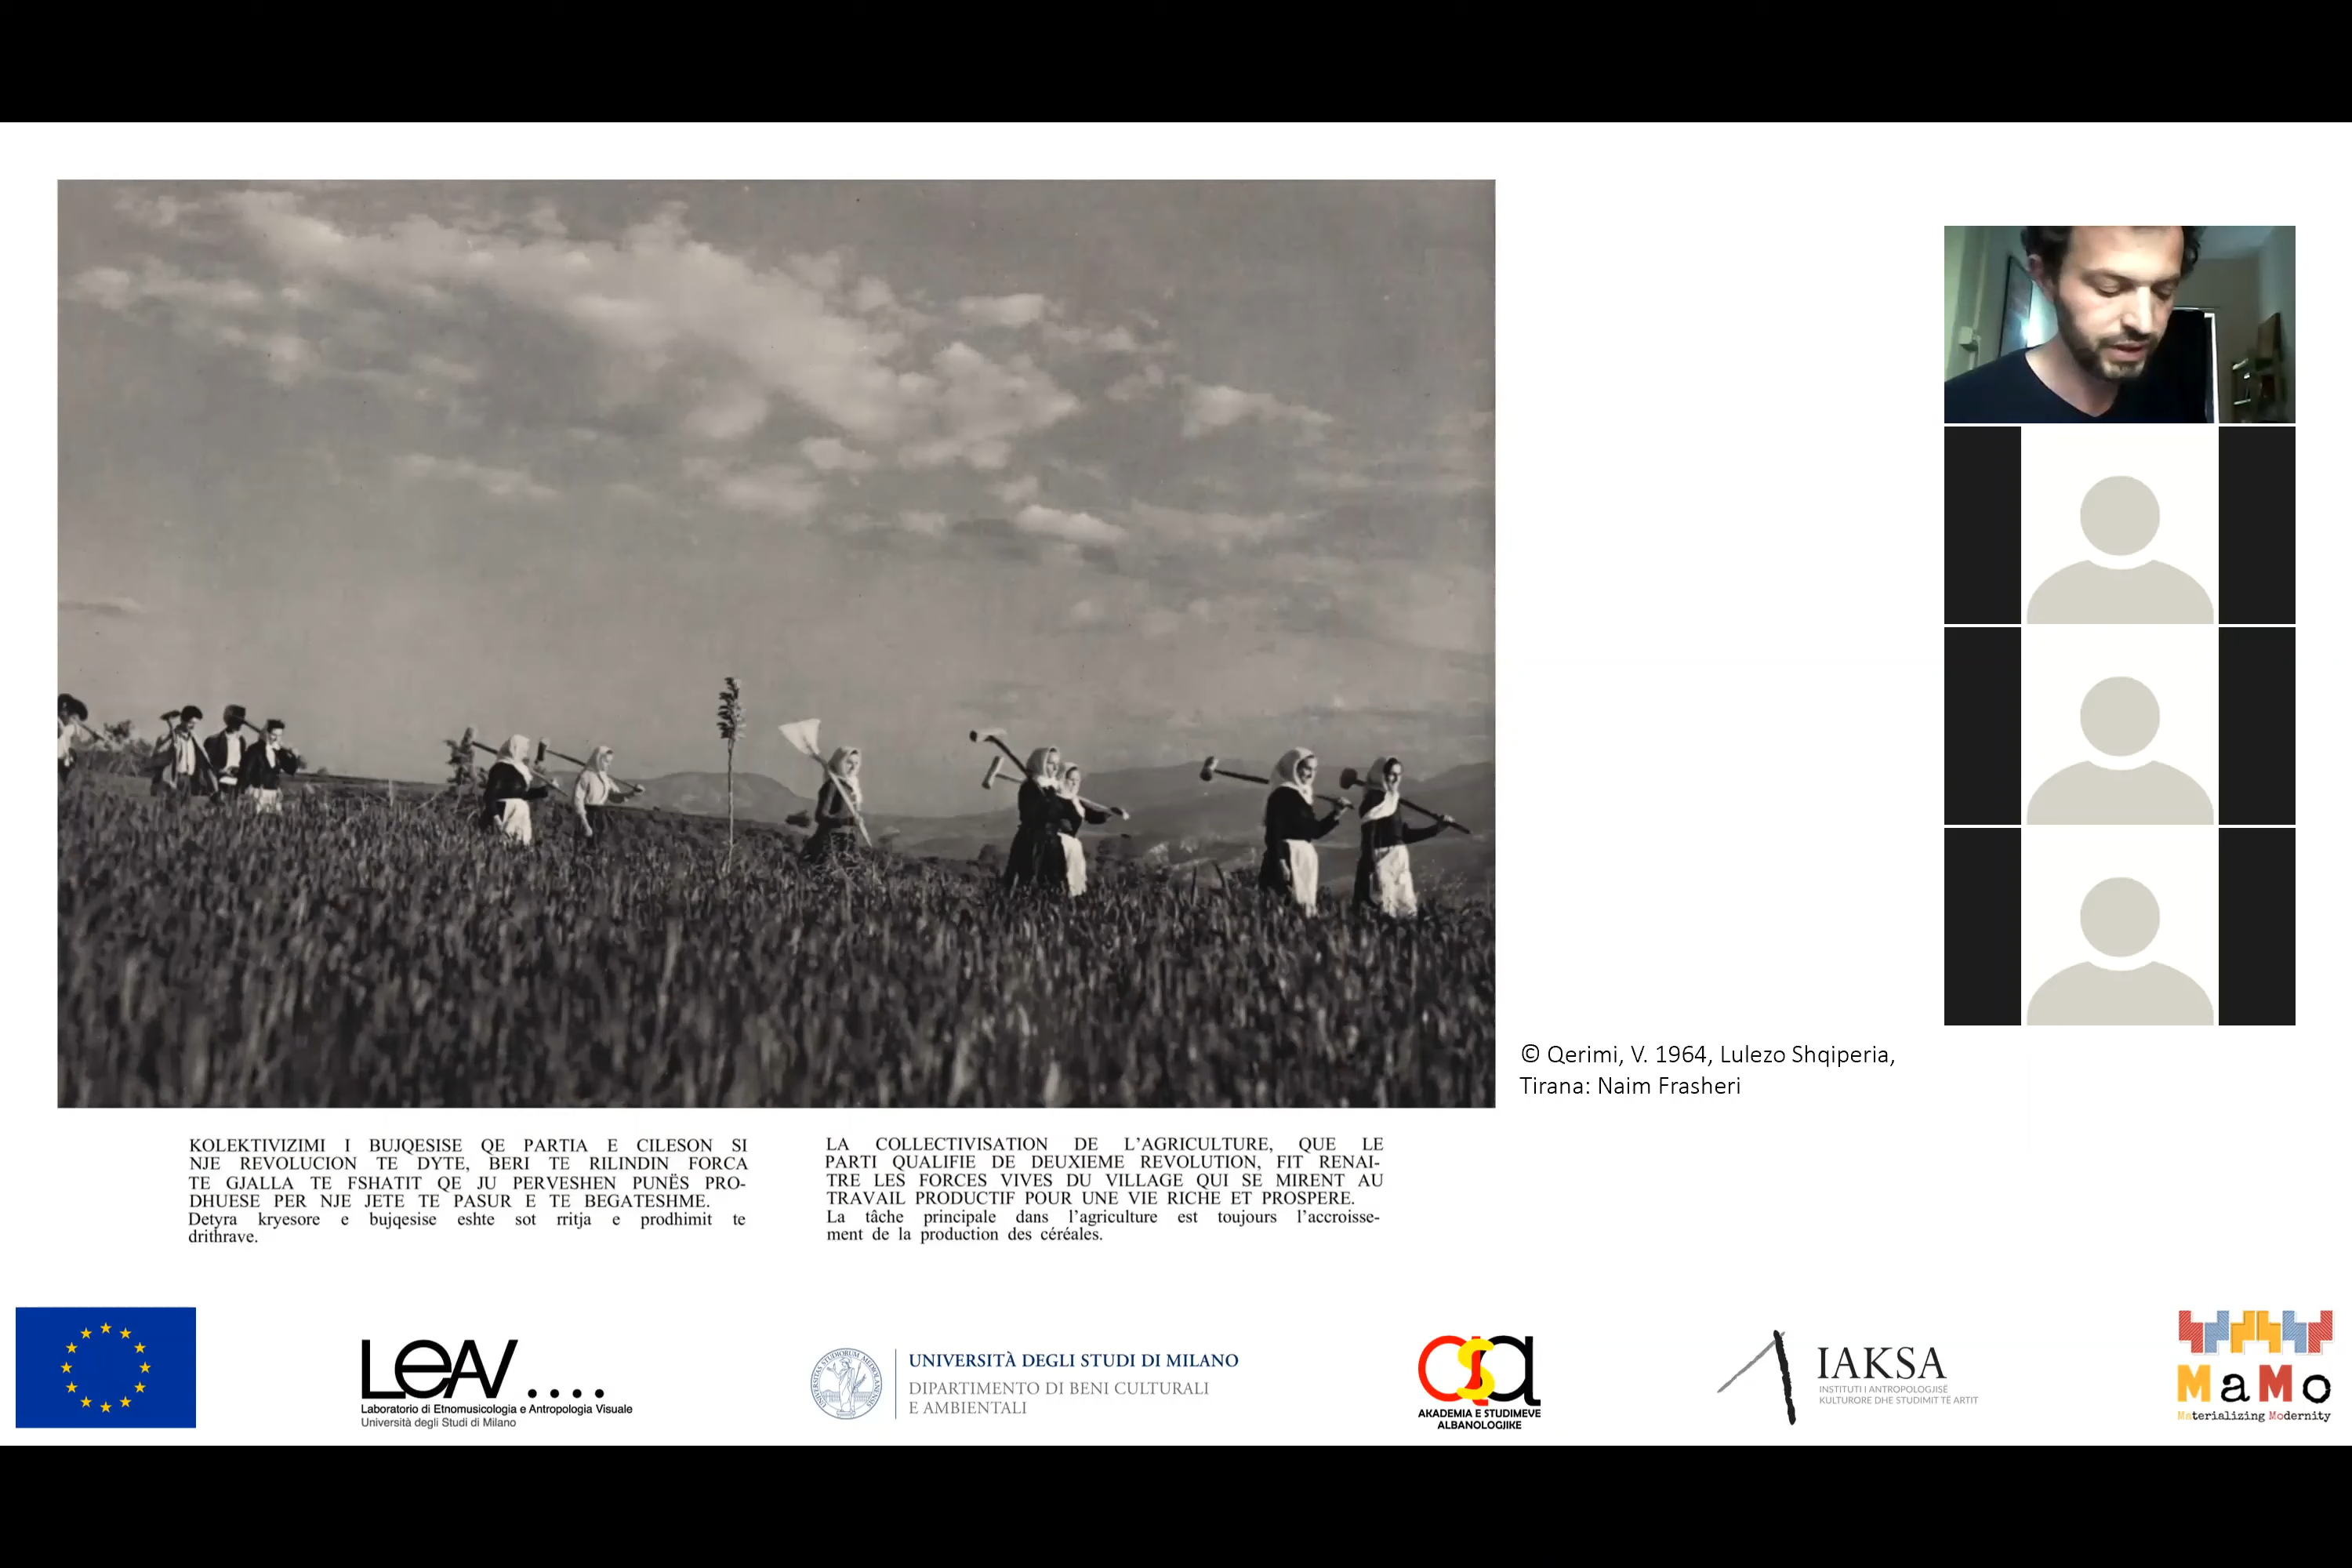 © Qerimi, V. 1964, Lulezo Shqiperia,
Tirana: Naim Frasheri
KOLEKTIVIZIMI I BUJQESISE QE PARTIA E CILESON SI
NJE REVOLUCION TE DYTE, BERI TE RILINDIN FORCA
TE GJALLA TE FSHATIT QE JU PERVESHEN PUNËS PRO-
DHUESE PER NJE JETE TE PASUR E TE BEGATESHME.
Detyra kryesore e bujqesise eshte sot rritja e prodhimit te
drithrave.
LA COLLECTIVISATION DE L'AGRICULTURE, QUE LE
PARTI QUALIFIE DE DEUXIEME REVOLUTION, FIT RENAI-
TRE LES FORCES VIVES DU VILLAGE QUI SE MIRENT AU
TRAVAIL PRODUCTIF POUR UNE VIE RICHE ET PROSPERE.
La tâche principale dans l'agriculture est toujours l'accroisse-
ment de la production des céréales.
LEAV....
Laboratorio di Etnomusicologia e Antropologia Visuale
Università degli Studi di Milano
UNIVERSITÀ DEGLI STUDI DI MILANO
DIPARTIMENTO DI BENI CULTURALI
E AMBIENTALI
asa
AKADEMIA E STUDIMEVE
ALBANOLOGJIKE
IAKSA
INSTITUTI I ANTROPOLOGJISË
KULTURORE DHE STUDIMIT TË ARTIT
MaMo
Materializing Modernity